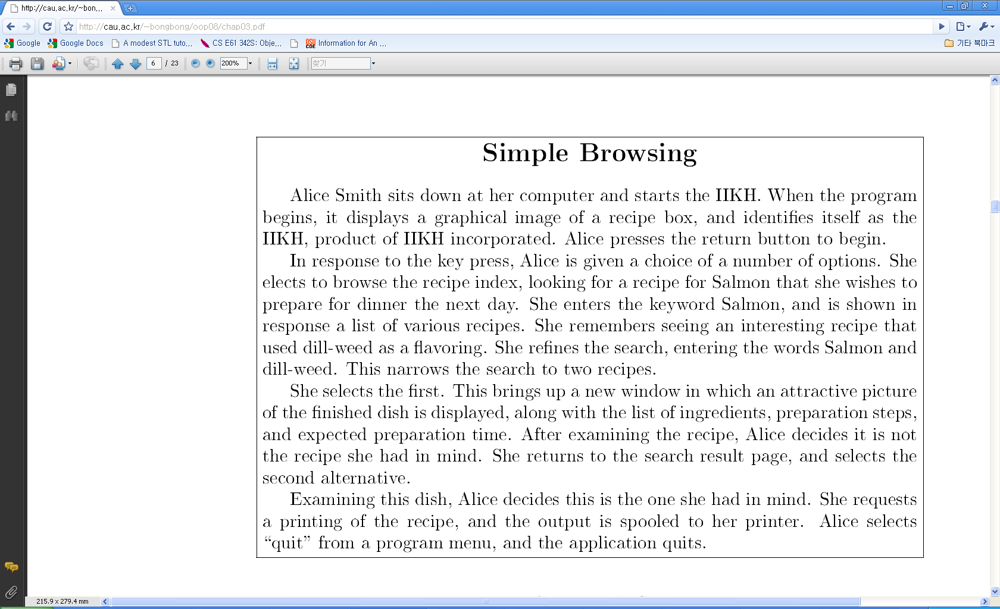 http://cau.ac.kr/~bon...
http://cau.ac.kr/~bongbong/oop08/chap03.pdf
Google Google Docs A modest STL tuto... CS E61 342S: Obje... OSU COE Information for An ... 기타 북마크
6 / 23 200% 찾기
Simple Browsing
Alice Smith sits down at her computer and starts the IIKH. When the program
begins, it displays a graphical image of a recipe box, and identifies itself as the
IIKH, product of IIKH incorporated. Alice presses the return button to begin.
In response to the key press, Alice is given a choice of a number of options. She
elects to browse the recipe index, looking for a recipe for Salmon that she wishes to
prepare for dinner the next day. She enters the keyword Salmon, and is shown in
response a list of various recipes. She remembers seeing an interesting recipe that
used dill-weed as a flavoring. She refines the search, entering the words Salmon and
dill-weed. This narrows the search to two recipes.
She selects the first. This brings up a new window in which an attractive picture
of the finished dish is displayed, along with the list of ingredients, preparation steps,
and expected preparation time. After examining the recipe, Alice decides it is not
the recipe she had in mind. She returns to the search result page, and selects the
second alternative.
Examining this dish, Alice decides this is the one she had in mind. She requests
a printing of the recipe, and the output is spooled to her printer. Alice selects
“quit” from a program menu, and the application quits.
215.9 x 279.4 mm